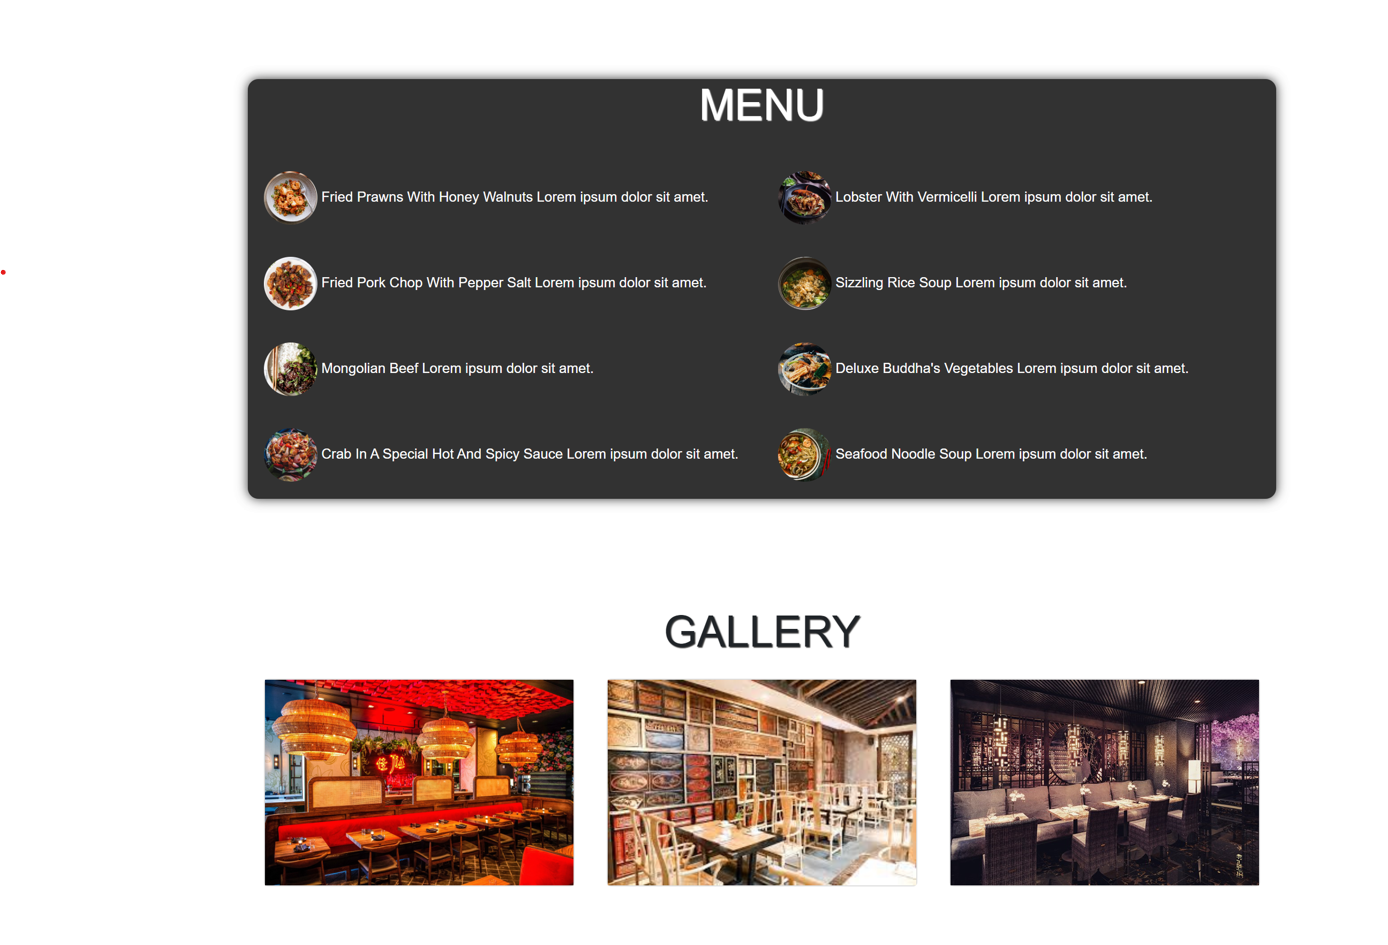 MENU
Fried Prawns With Honey Walnuts Lorem ipsum dolor sit amet.
Lobster With Vermicelli Lorem ipsum dolor sit amet.
Fried Pork Chop With Pepper Salt Lorem ipsum dolor sit amet.
Sizzling Rice Soup Lorem ipsum dolor sit amet.
Mongolian Beef Lorem ipsum dolor sit amet.
Deluxe Buddha's Vegetables Lorem ipsum dolor sit amet.
Crab In A Special Hot And Spicy Sauce Lorem ipsum dolor sit amet.
Seafood Noodle Soup Lorem ipsum dolor sit amet.
GALLERY